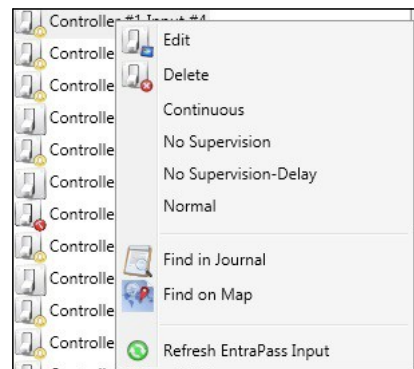 Controller #1 Input #4
Controlle
Edit
Controlle
Delete
Controlle
Continuous
Controlle
No Supervision
Controlle
No Supervision-Delay
Controlle
Normal
Controlle
Find in Journal
Controlle
Find on Map
Controlle
Controlle
Refresh EntraPass Input